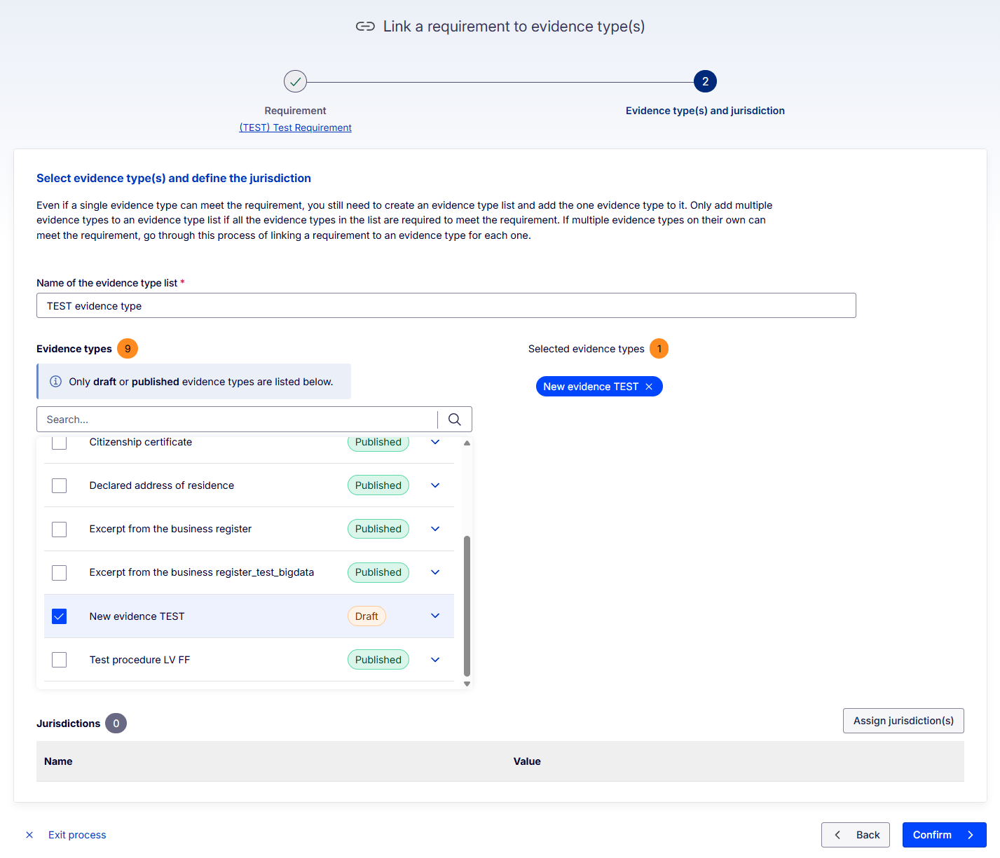 Link a requirement to evidence type(s)
2
Requirement
Evidence type(s) and jurisdiction
(TEST) Test Requirement
Select evidence type(s) and define the jurisdiction
Even if a single evidence type can meet the requirement, you still need to create an evidence type list and add the one evidence type to it. Only add multiple
evidence types to an evidence type list if all the evidence types in the list are required to meet the requirement. If multiple evidence types on their own can
meet the requirement, go through this process of linking a requirement to an evidence type for each one.
Name of the evidence type list *
TEST evidence type
Evidence types 9
Selected evidence types 1
Only draft or published evidence types are listed below.
New evidence TEST
Search...
Citizenship certificate Published
Declared address of residence Published
Excerpt from the business register Published
Excerpt from the business register_test_bigdata Published
New evidence TEST Draft
Test procedure LV FF Published
Jurisdictions 0
Assign jurisdiction(s)
Name Value
Exit process
Back
Confirm